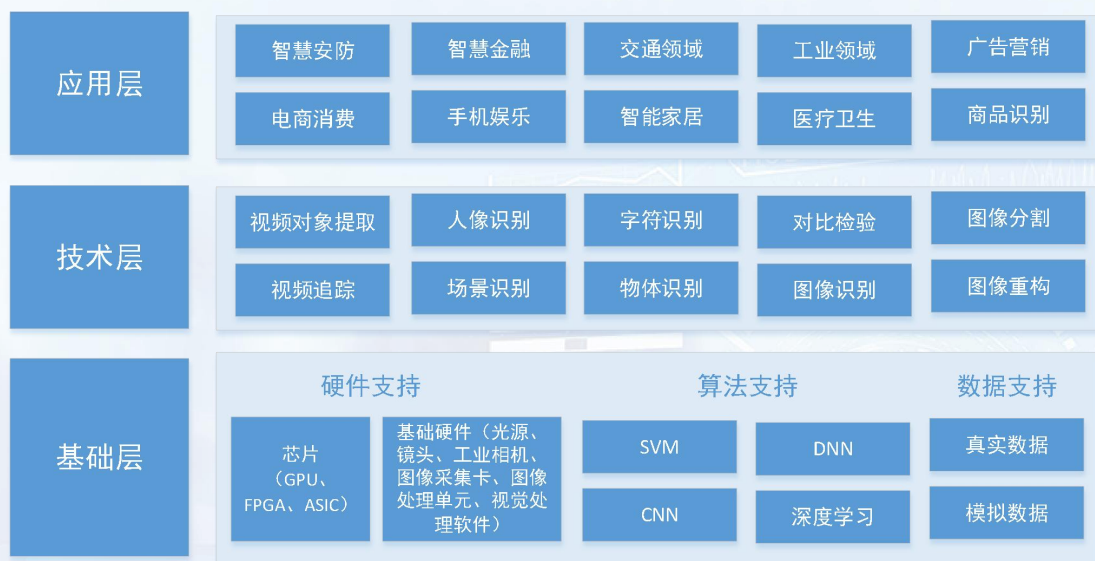 应用层
智慧安防
智慧金融
交通领域
工业领域
广告营销
电商消费
手机娱乐
智能家居
医疗卫生
商品识别
技术层
视频对象提取
人像识别
字符识别
对比检验
图像分割
视频追踪
场景识别
物体识别
图像识别
图像重构
基础层
硬件支持
算法支持
数据支持
芯片
（GPU、
FPGA、ASIC）
基础硬件（光源、
镜头、工业相机、
图像采集卡、图像
处理单元、视觉处
理软件）
SVM
DNN
真实数据
CNN
深度学习
模拟数据